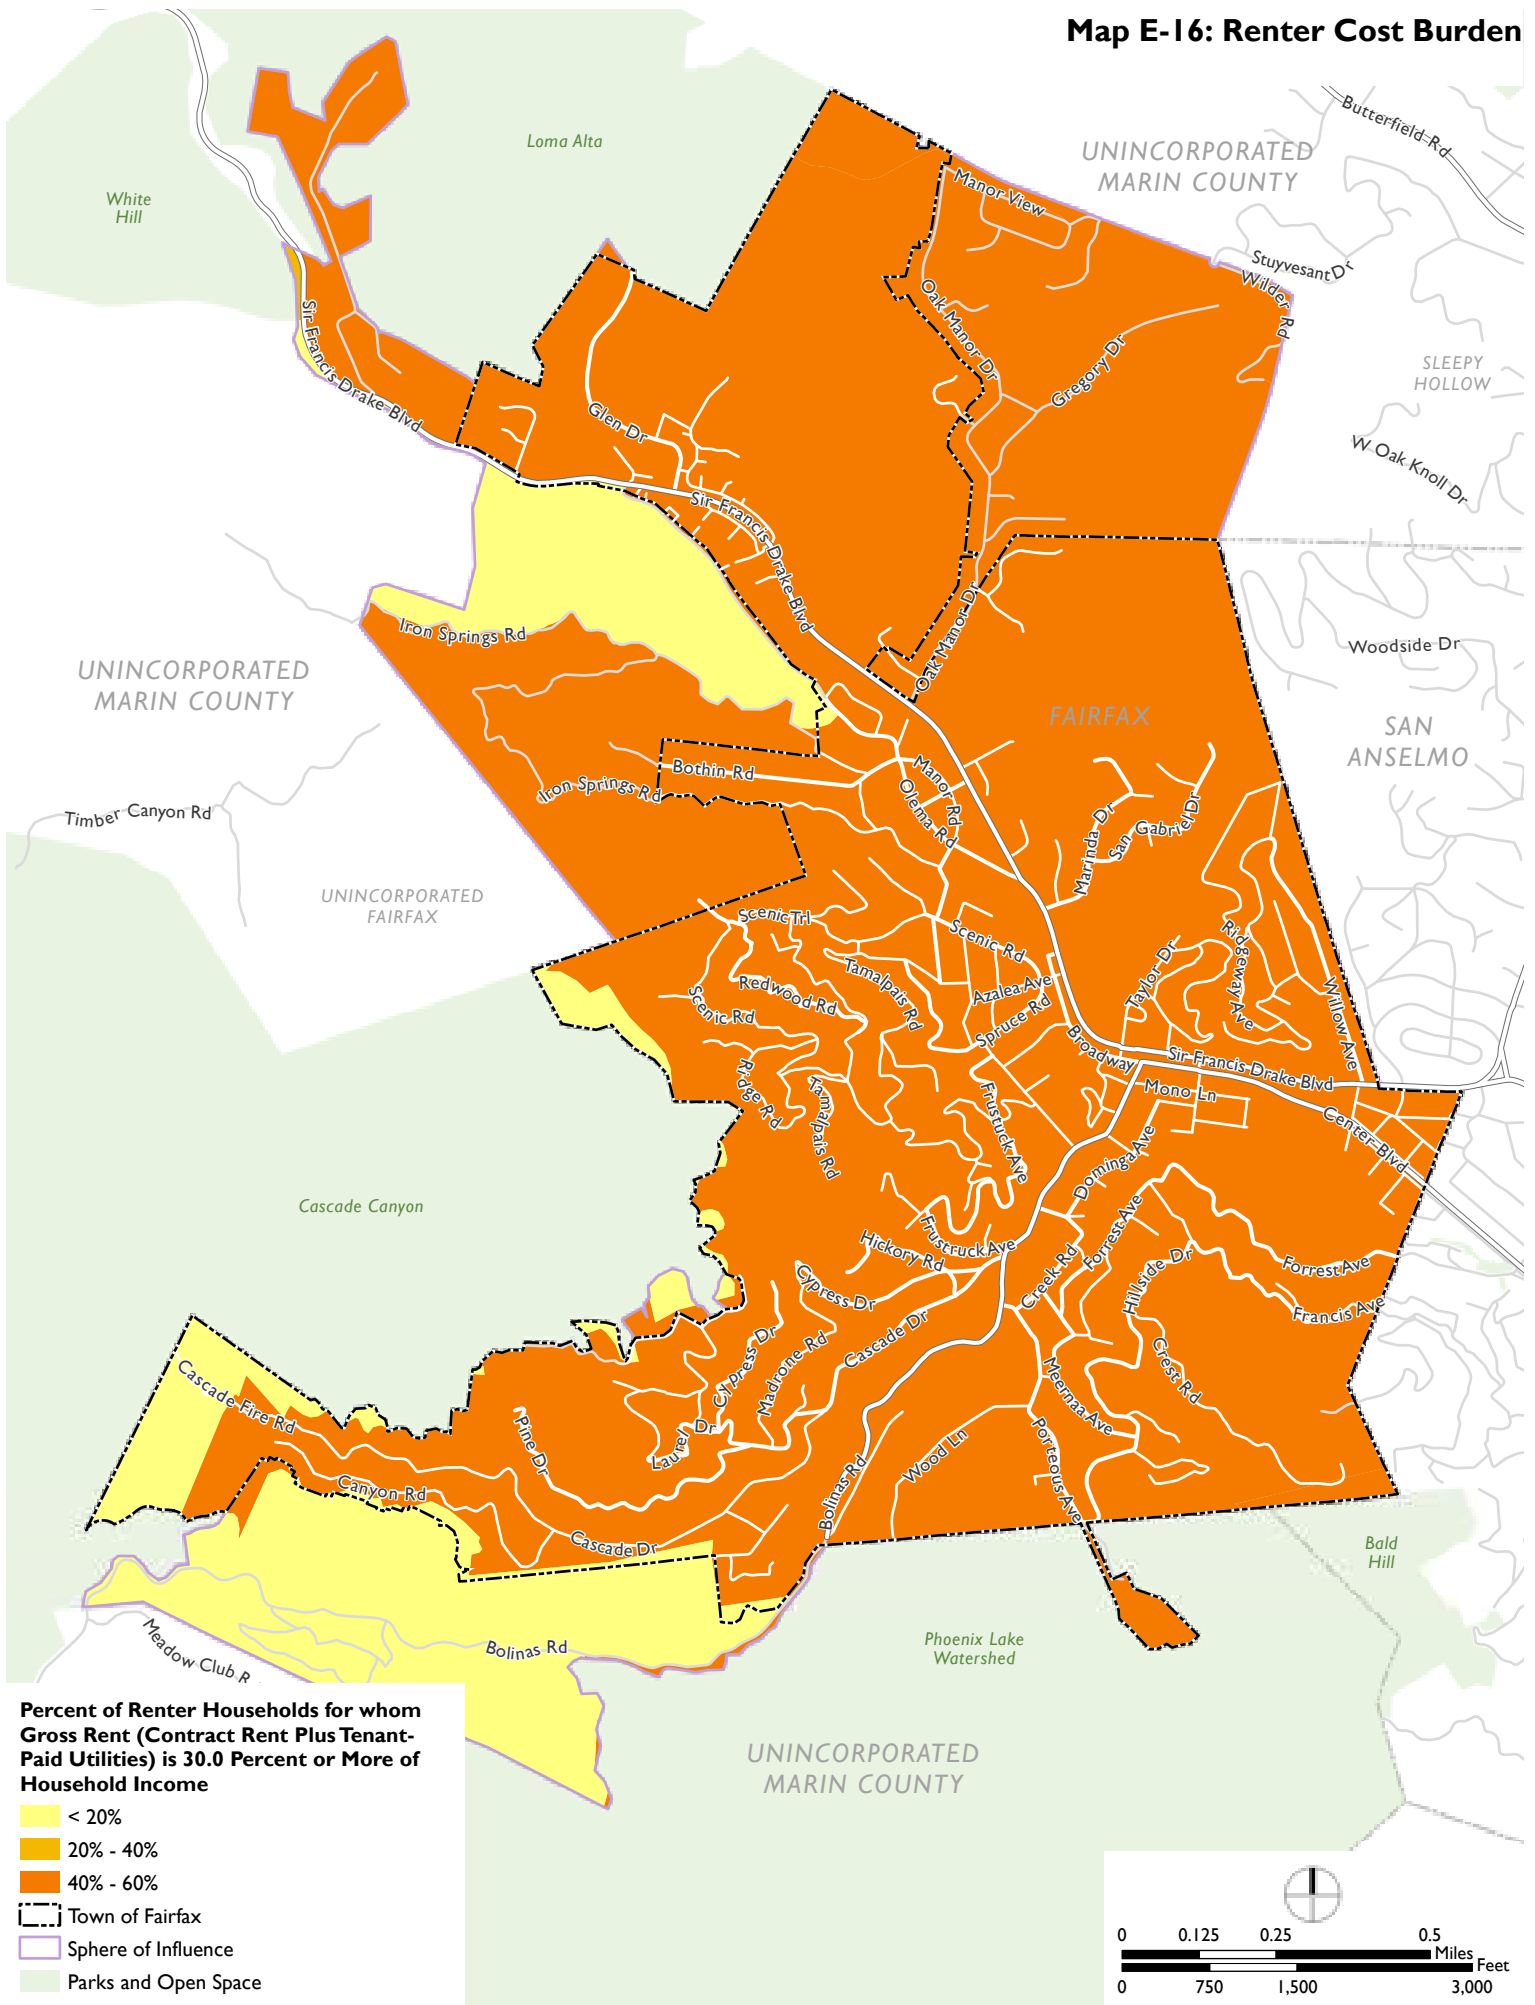 Map E-16: Renter Cost Burden
Butterfield Rd
UNINCORPORATED
MARIN COUNTY
Loma Alta
White
Hill
Manor View
Stuyvesant Dr
Wilder Rd
Sir Francis Drake Blvd
Oak Manor Dr
Gregory Dr
SLEEPY
HOLLOW
Glen Dr
W Oak Knoll Dr
Sir Francis Drake Blvd
Iron Springs Rd
Oak Manor Dr
Woodside Dr
UNINCORPORATED
MARIN COUNTY
FAIRFAX
SAN
ANSELMO
Bothin Rd
Manor Rd
Iron Springs Rd
Olema Rd
Timber Canyon Rd
Marinda Dr
San Gabriel Dr
UNINCORPORATED
FAIRFAX
Scenic Trl
Scenic Rd
Ridgeway Ave
Taylor Dr
Tamalpais Rd
Redwood Rd
Azalea Ave
Scenic Rd
Spruce Rd
Willow Ave
Broadway
Sir Francis Drake Blvd
Ridge Rd
Tamalpais Rd
Mono Ln
Frustuck Ave
Center Blvd
Dominga Ave
Cascade Canyon
Forrest Ave
Frustruck Ave
Hickory Rd
Creek Rd
Hillside Dr
Forrest Ave
Cypress Dr
Francis Ave
Cascade Dr
Cypress Dr
Madrone Rd
Crest Rd
Cascade Fire Rd
Meernaa Ave
Pine Dr
Laurel Dr
Wood Ln
Porteous Ave
Canyon Rd
Bolinas Rd
Cascade Dr
Bald
Hill
Meadow Club R
Bolinas Rd
Phoenix Lake
Watershed
UNINCORPORATED
MARIN COUNTY
Percent of Renter Households for whom
Gross Rent (Contract Rent Plus Tenant-
Paid Utilities) is 30.0 Percent or More of
Household Income
< 20%
20% - 40%
40% - 60%
Town of Fairfax
Sphere of Influence
Parks and Open Space
0 0.125 0.25 0.5
Miles
Feet
0 750 1,500 3,000